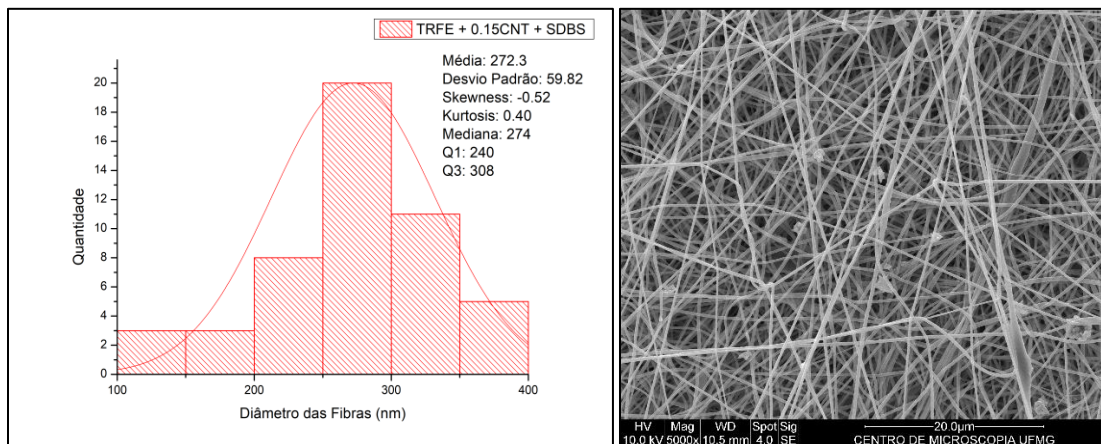 TRFE + 0.15CNT + SDBS
Média: 272.3
Desvio Padrão: 59.82
Skewness: -0.52
Kurtosis: 0.40
Mediana: 274
Q1: 240
Q3: 308
20
18
16
14
12
10
8
6
4
2
0
Quantidade
100
200
300
400
Diâmetro das Fibras (nm)
HV Mag WD Spot Sig
10.0 kV 5000x 10.5 mm 4.0 SE
20.0µm
CENTRO DE MICROSCOPIA UFMG